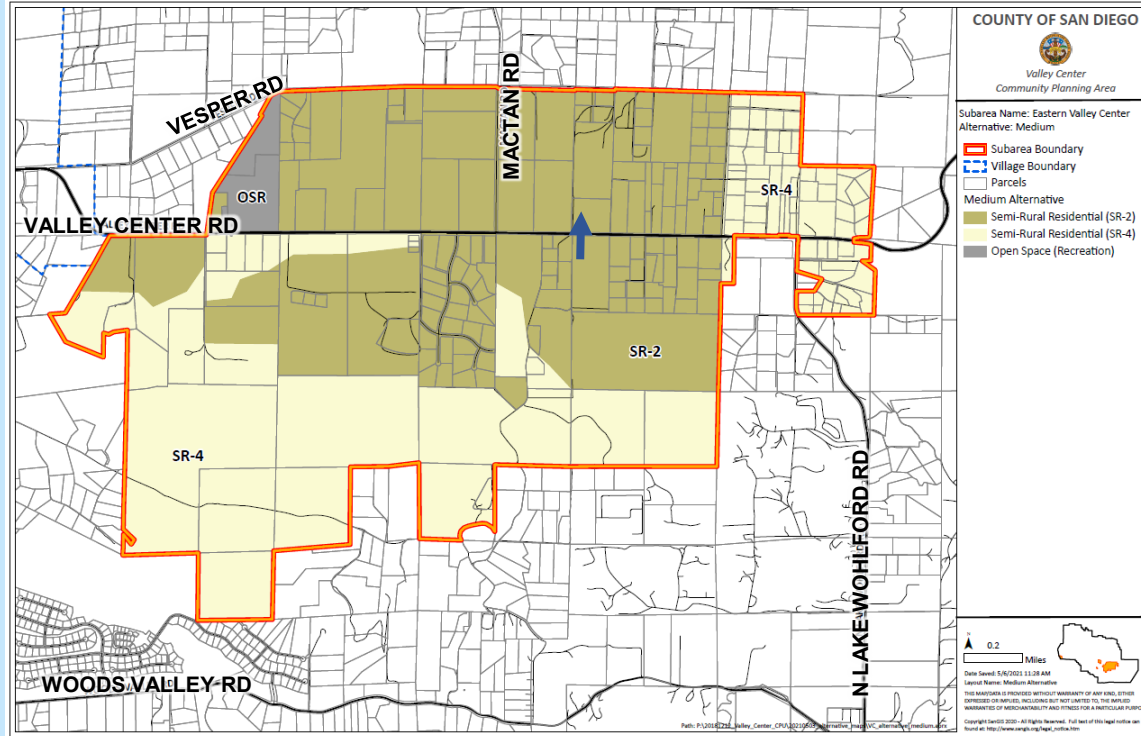 VESPER RD
MACTAN RD
OSR
SR-4
VALLEY CENTER RD
SR-2
SR-4
N LAKE WOHLFORD RD
WOODS VALLEY RD
COUNTY OF SAN DIEGO
Valley Center
Community Planning Area
Subarea Name: Eastern Valley Center
Alternative: Medium
Subarea Boundary
Village Boundary
Parcels
Medium Alternative
Semi-Rural Residential (SR-2)
Semi-Rural Residential (SR-4)
Open Space (Recreation)
N
0.2
Miles
Date Saved: 5/6/2021 11:28 AM
Layout Name: Medium Alternative
THIS MAP/DATA IS PROVIDED WITHOUT WARRANTY OF ANY KIND, EITHER
EXPRESSED OR IMPLIED, INCLUDING BUT NOT LIMITED TO, THE IMPLIED
WARRANTIES OF MERCHANTABILITY AND FITNESS FOR A PARTICULAR PURPO
Copyright SanGIS 2020 - All Rights Reserved. Full text of this legal notice can
found at: http://www.sangis.org/legal_notice.htm